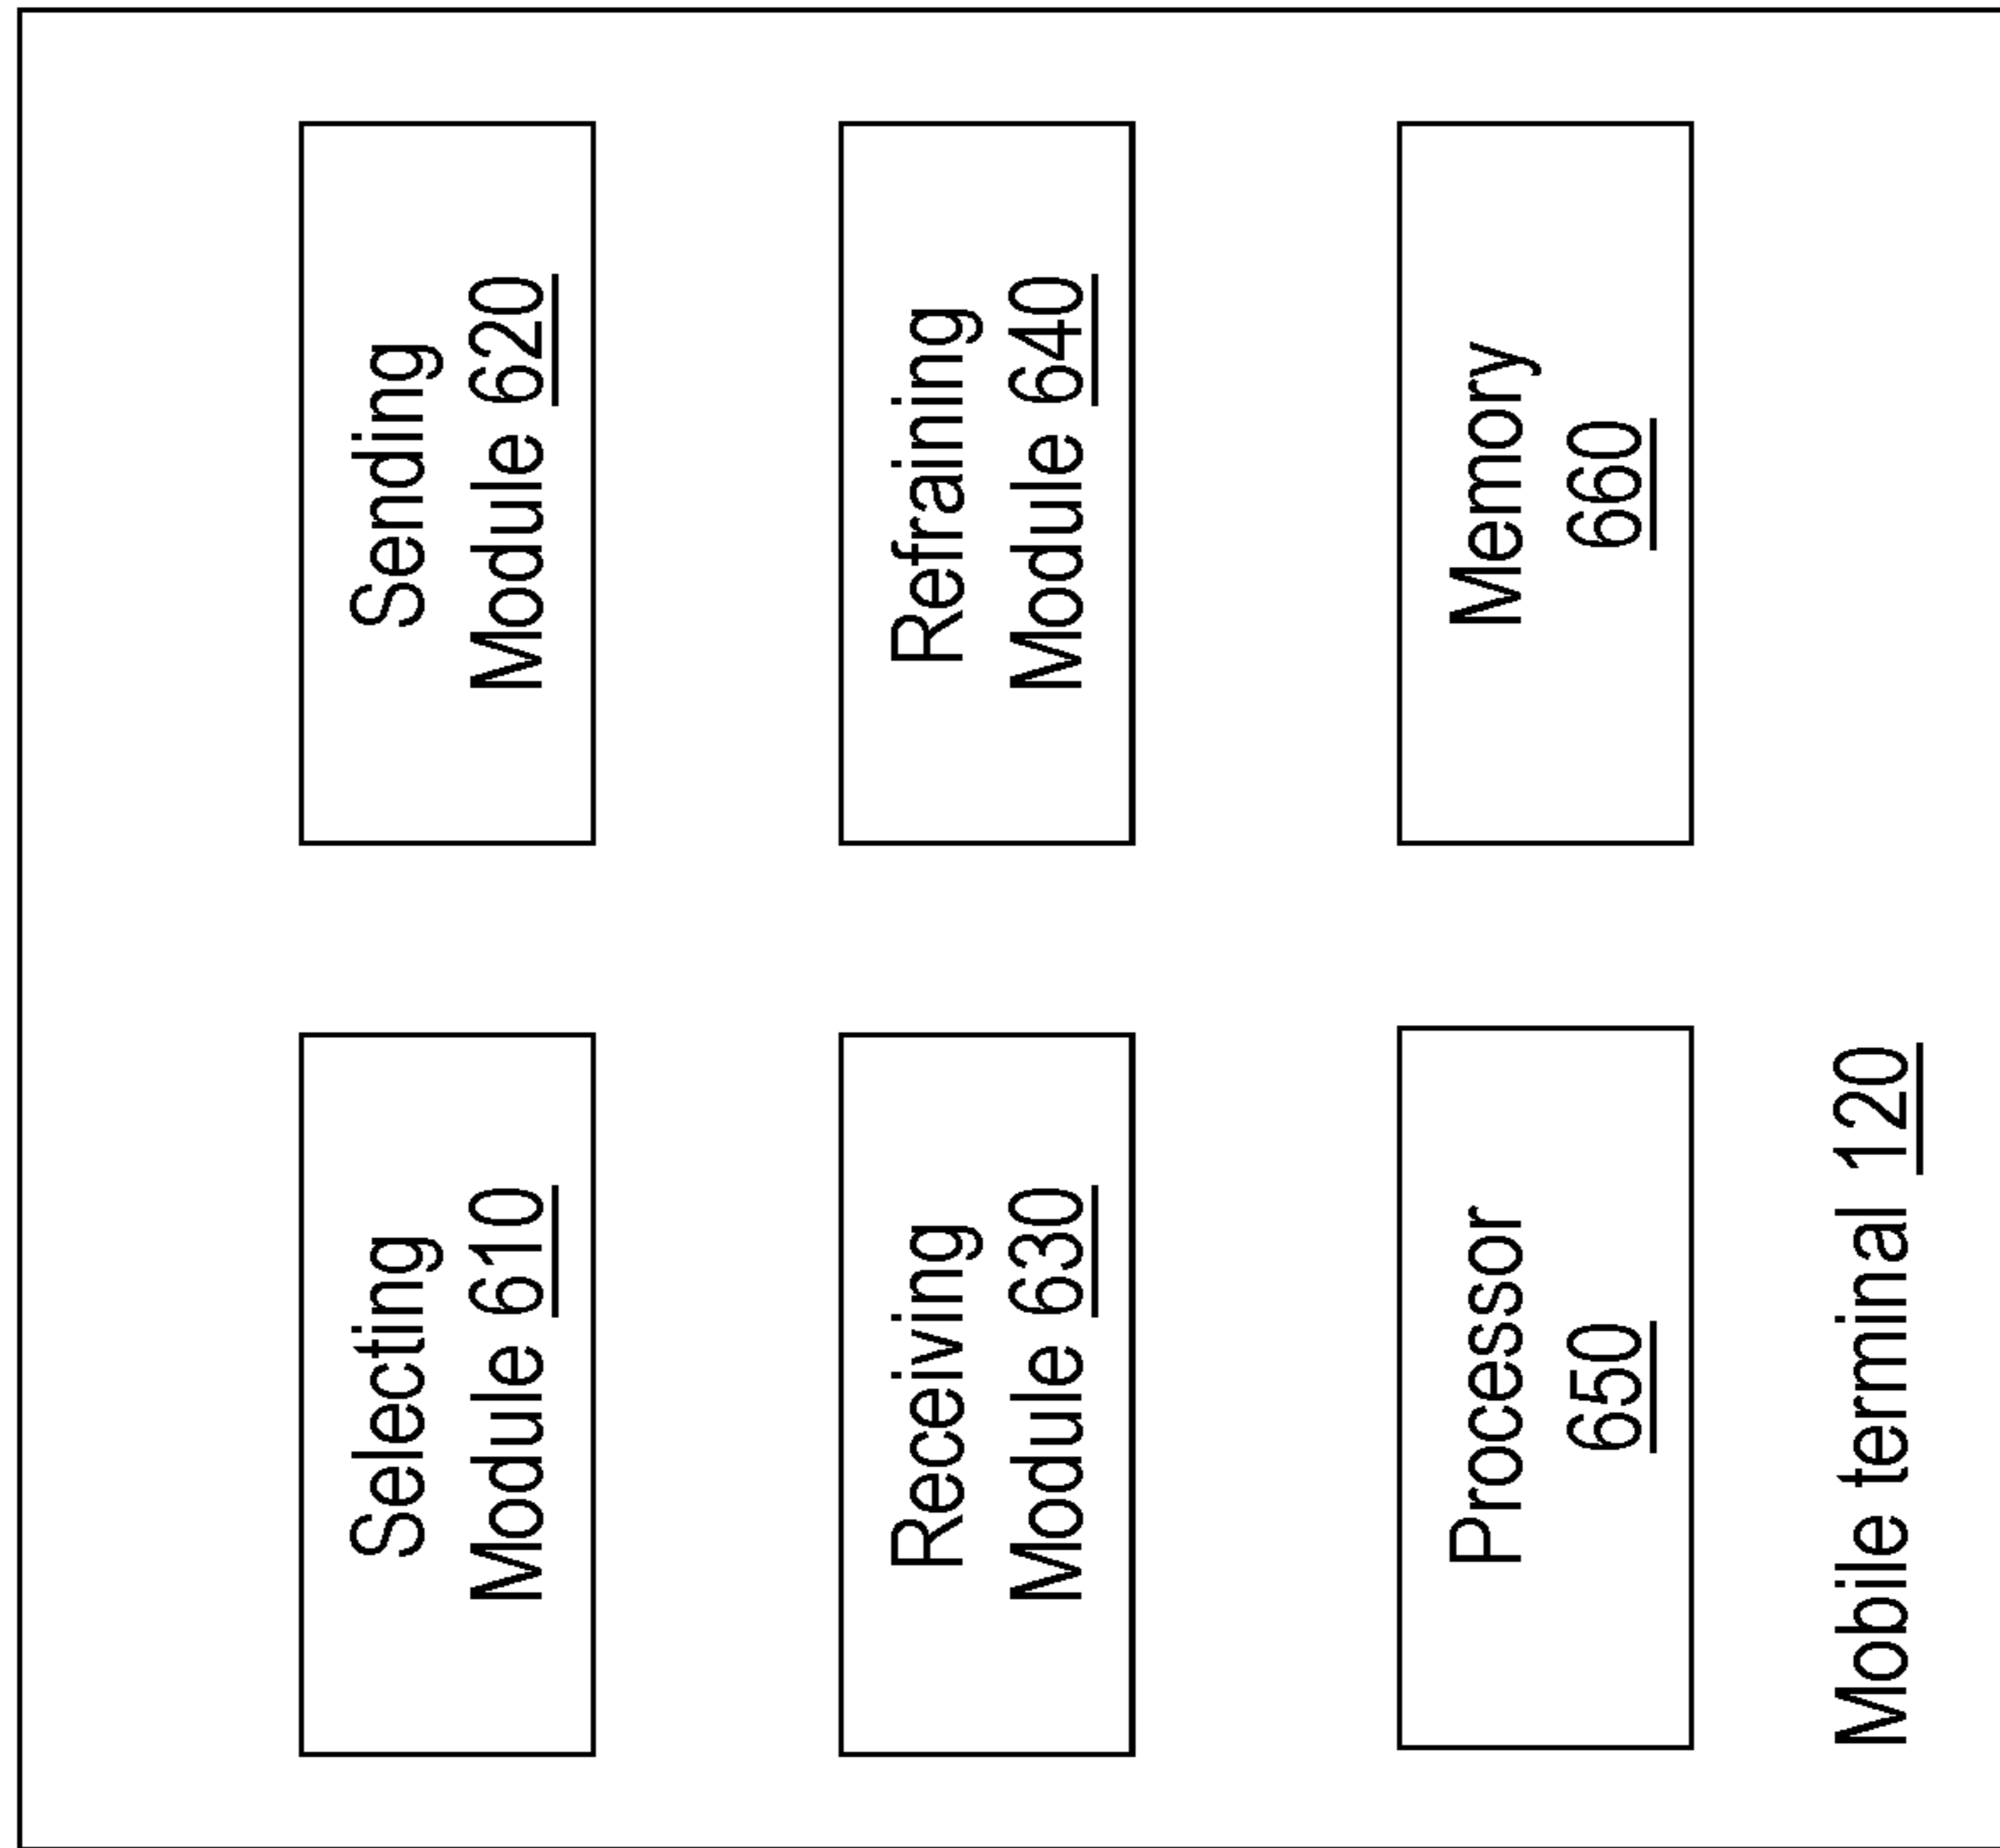 Selecting
Module 610
Sending
Module 620
Receiving
Module 630
Refraining
Module 640
Processor
650
Memory
660
Mobile terminal 120